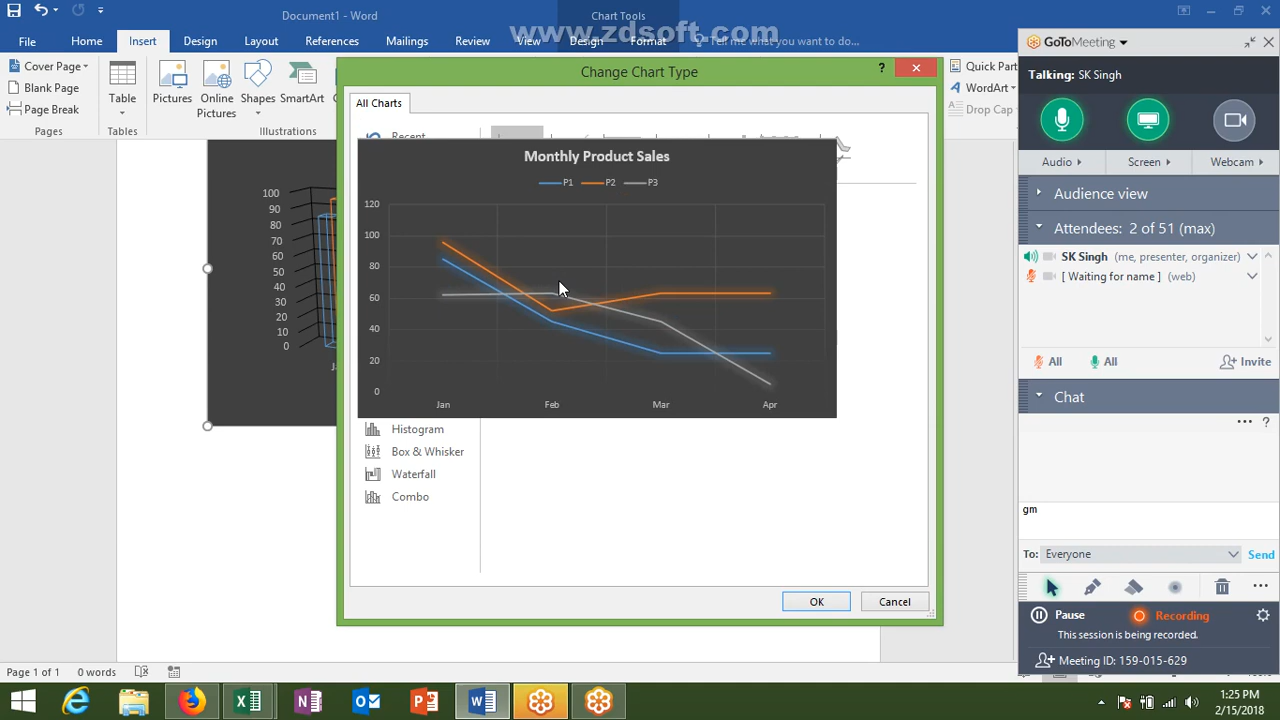 Document1 - Word
Chart Tools
www.zdsoft.com
File
Home
Insert
Design
Layout
References
Mailings
Review
View
Design
Format
Tell me what you want to do...
Cover Page
Blank Page
Page Break
Pages
Table
Tables
Pictures
Online
Pictures
Shapes
SmartArt
Illustrations
Quick Part
WordArt
Drop Cap
Change Chart Type
?
All Charts
Recent
Monthly Product Sales
P1
P2
P3
120
100
80
60
40
20
0
Jan
Feb
Mar
Apr
100
90
80
70
60
50
40
30
20
10
0
Histogram
Box & Whisker
Waterfall
Combo
OK
Cancel
GoToMeeting
Talking: SK Singh
Audio
Screen
Webcam
Audience view
Attendees: 2 of 51 (max)
SK Singh (me, presenter, organizer)
[ Waiting for name ] (web)
All
All
Invite
Chat
?
gm
To: Everyone
Send
Pause
Recording
This session is being recorded.
Meeting ID: 159-015-629
Page 1 of 1
0 words
1:25 PM
2/15/2018